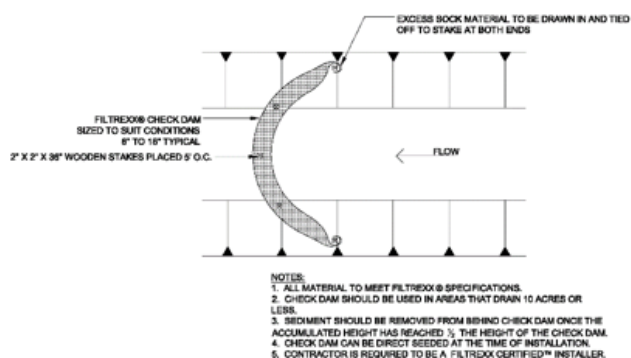 EXCESS SOCK MATERIAL TO BE DRAWN IN AND TIED
OFF TO STAKE AT BOTH ENDS
FILTREXX® CHECK DAM
SIZED TO SUIT CONDITIONS
8" TO 18" TYPICAL
2" X 2" X 36" WOODEN STAKES PLACED 5' O.C.
FLOW
NOTES:
1. ALL MATERIAL TO MEET FILTREXX ® SPECIFICATIONS.
2. CHECK DAM SHOULD BE USED IN AREAS THAT DRAIN 10 ACRES OR
LESS.
3. SEDIMENT SHOULD BE REMOVED FROM BEHIND CHECK DAM ONCE THE
ACCUMULATED HEIGHT HAS REACHED ½ THE HEIGHT OF THE CHECK DAM.
4. CHECK DAM CAN BE DIRECT SEEDED AT THE TIME OF INSTALLATION.
5. CONTRACTOR IS REQUIRED TO BE A FILTREXX CERTIFIED™ INSTALLER.